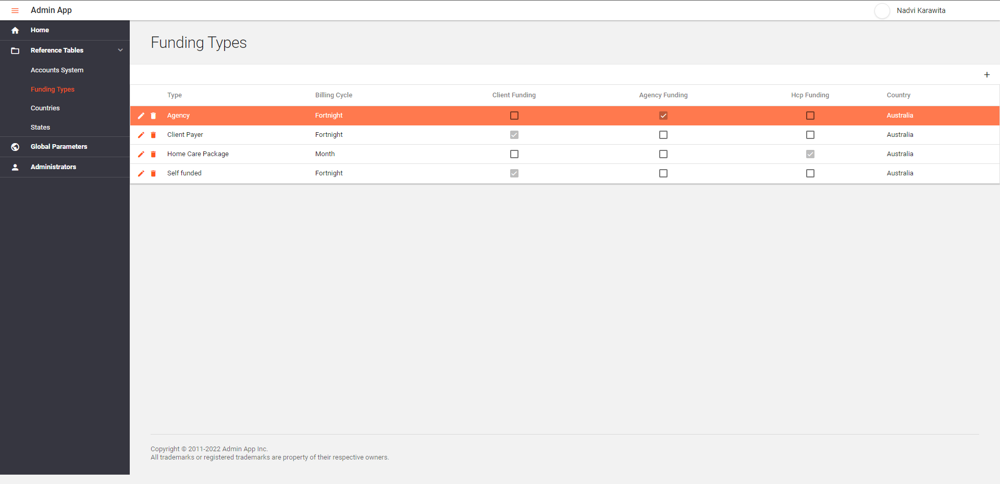 Admin App
Nadvi Karawita
Home
Reference Tables
Accounts System
Funding Types
Countries
States
Global Parameters
Administrators
Funding Types
Type Billing Cycle Client Funding Agency Funding Hcp Funding Country
Agency Fortnight Australia
Client Payer Fortnight Australia
Home Care Package Month Australia
Self funded Fortnight Australia
Copyright © 2011-2022 Admin App Inc.
All trademarks or registered trademarks are property of their respective owners.